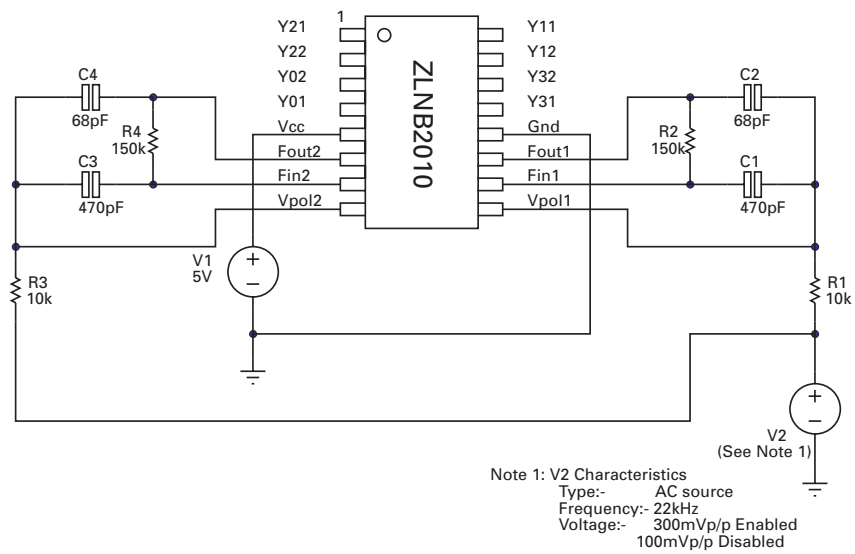 1
Y21
Y22
Y02
Y01
Vcc
Fout2
Fin2
Vpol2
ZLNB2010
Y11
Y12
Y32
Y31
Gnd
Fout1
Fin1
Vpol1
C4
68pF
R4
150k
C3
470pF
R3
10k
V1
5V
C2
68pF
R2
150k
C1
470pF
R1
10k
V2
(See Note 1)
Note 1: V2 Characteristics
Type:- AC source
Frequency:- 22kHz
Voltage:- 300mVp/p Enabled
100mVp/p Disabled